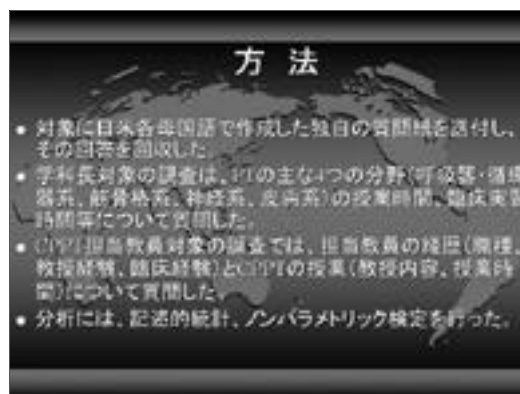 方 法
• 対象に日米各母国語で作成した独自の質問紙を送付し、
その回答を回収した。
• 学科長対象の調査は、PTの主な4つの分野(呼吸器・循環
器系、筋骨格系、神経系、皮膚系)の授業時間、臨床実習
時間等について質問した。
• CPPT担当教員対象の調査では、担当教員の経歴(職種、
教授経験、臨床経験)とCPPTの授業(教授内容、授業時
間)について質問した。
• 分析には、記述的統計、ノンパラメトリック検定を行った。